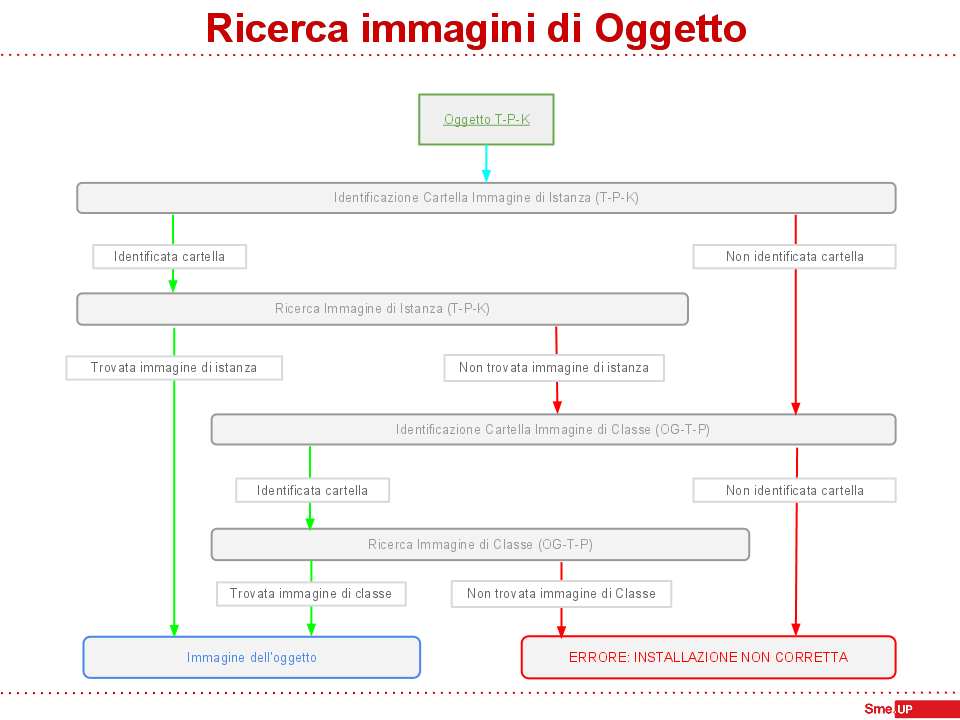 Ricerca immagini di Oggetto
Oggetto T-P-K
Identificazione Cartella Immagine di Istanza (T-P-K)
Identificata cartella
Non identificata cartella
Ricerca Immagine di Istanza (T-P-K)
Trovata immagine di istanza
Non trovata immagine di istanza
Identificazione Cartella Immagine di Classe (OG-T-P)
Identificata cartella
Non identificata cartella
Ricerca Immagine di Classe (OG-T-P)
Trovata immagine di classe
Non trovata immagine di Classe
Immagine dell'oggetto
ERRORE: INSTALLAZIONE NON CORRETTA
Sme.UP